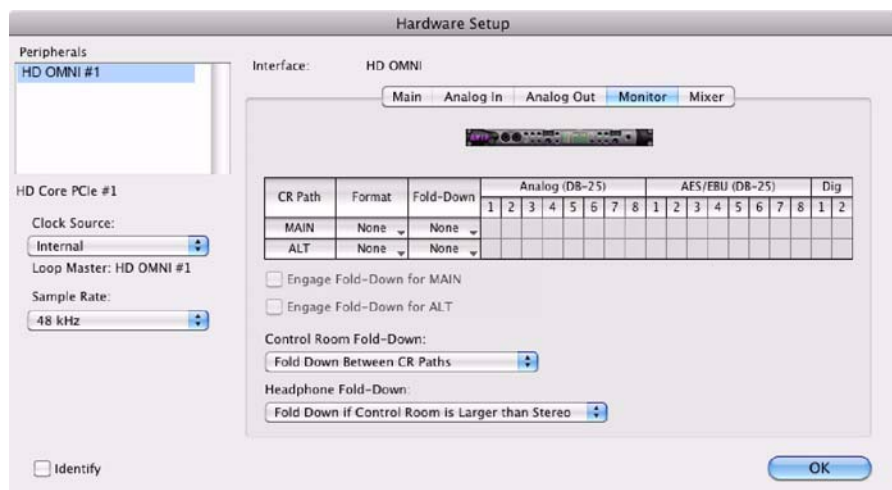 Hardware Setup
Peripherals
HD OMNI #1
HD Core PCIe #1
Clock Source:
Internal
Loop Master: HD OMNI #1
Sample Rate:
48 kHz
Identify
Interface: HD OMNI
Main Analog In Analog Out Monitor Mixer
AVID
CR Path Format Fold-Down Analog (DB-25) AES/EBU (DB-25) Dig
1 2 3 4 5 6 7 8 1 2 3 4 5 6 7 8 1 2
MAIN None None
ALT None None
Engage Fold-Down for MAIN
Engage Fold-Down for ALT
Control Room Fold-Down:
Fold Down Between CR Paths
Headphone Fold-Down:
Fold Down if Control Room is Larger than Stereo
OK